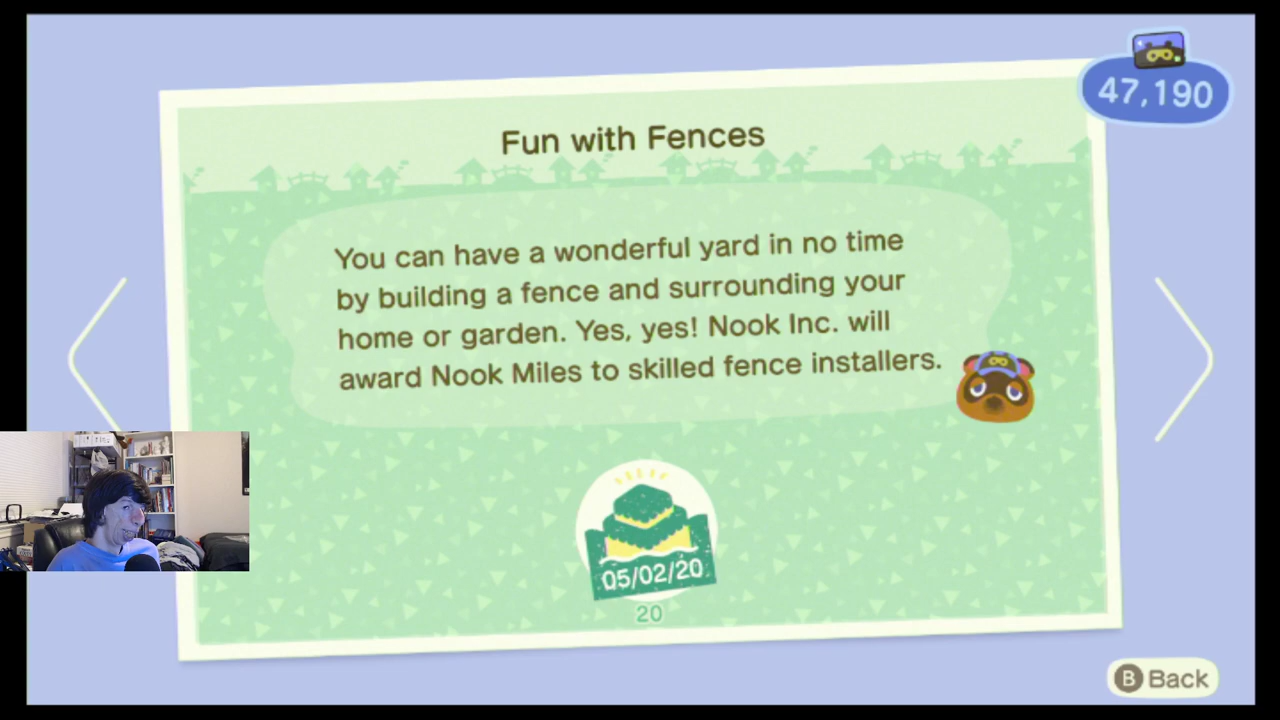 47,190
Fun with Fences
You can have a wonderful yard in no time
by building a fence and surrounding your
home or garden. Yes, yes! Nook Inc. will
award Nook Miles to skilled fence installers.
05/02/20
20
B Back